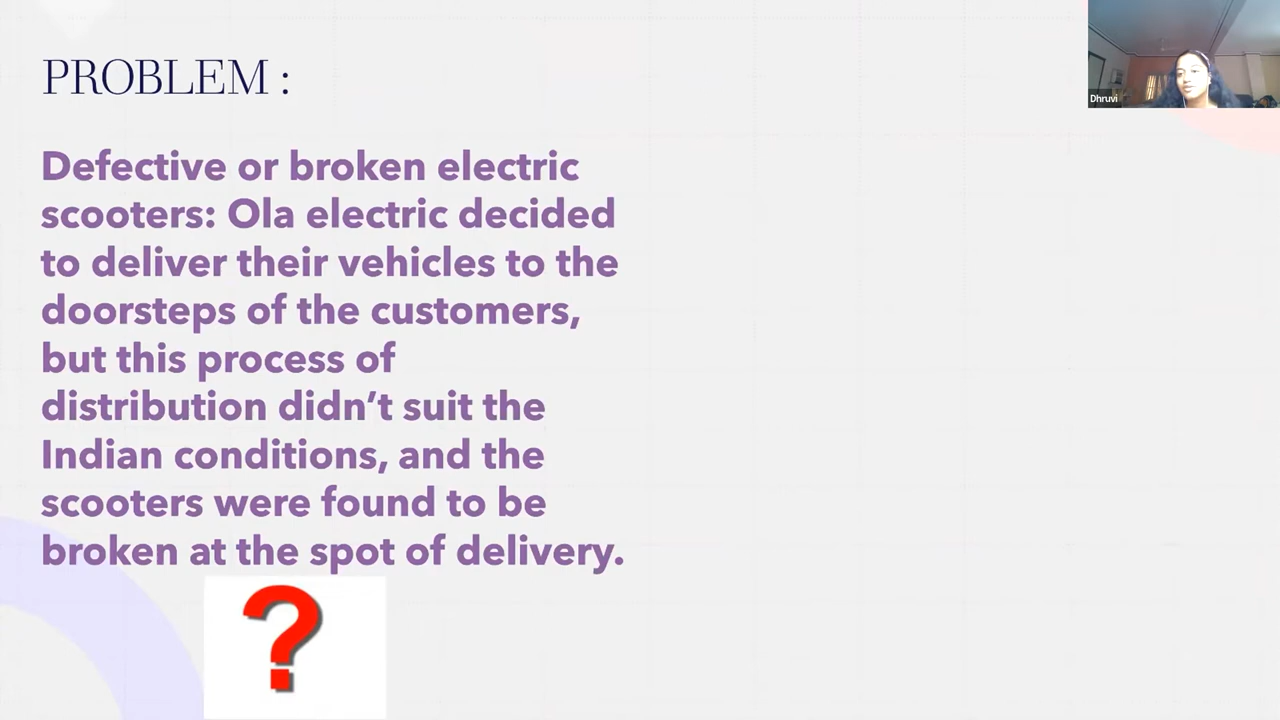 PROBLEM :
Dhruvi
Defective or broken electric
scooters: Ola electric decided
to deliver their vehicles to the
doorsteps of the customers,
but this process of
distribution didn’t suit the
Indian conditions, and the
scooters were found to be
broken at the spot of delivery.
?